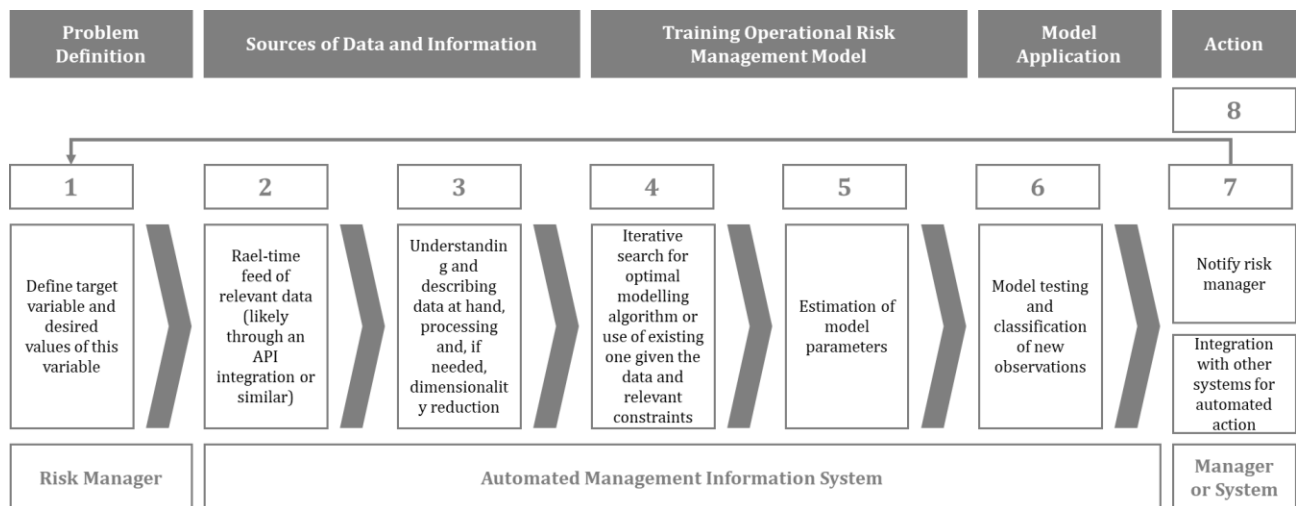 Problem
Definition
Sources of Data and Information
Training Operational Risk
Management Model
Model
Application
Action
8
1
2
3
4
5
6
7
Define target
variable and
desired
values of this
variable
Rael-time
feed of
relevant data
(likely
through an
API
integration or
similar)
Understandin
g and
describing
data at hand,
processing
and, if
needed,
dimensionalit
y reduction
Iterative
search for
optimal
modelling
algorithm or
use of existing
one given the
data and
relevant
constraints
Estimation of
model
parameters
Model testing
and
classification
of new
observations
Notify risk
manager
Integration
with other
systems for
automated
action
Risk Manager
Automated Management Information System
Manager
or System